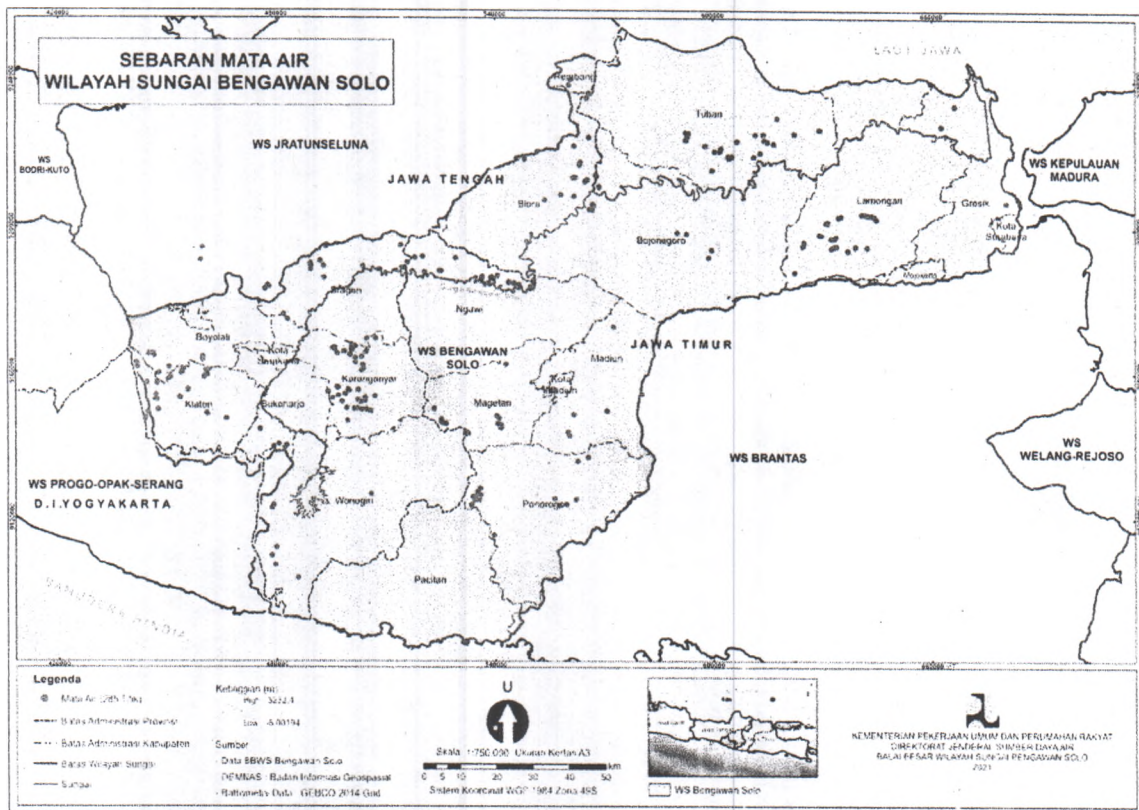 SEBARAN MATA AIR
WILAYAH SUNGAI BENGAWAN SOLO
LAUT JAWA
WS JRATUNSELUNA
WS
BODRI-KUTO
JAWA TENGAH
Rembang
Tuban
WS KEPULAUAN
MADURA
Blora
Lamongan
Gresik
Kota
Surabaya
Bojonegoro
Mojokerto
Sragen
Ngawi
Boyolali
Kota
Surakarta
WS BENGAWAN
SOLO
JAWA TIMUR
Madiun
Karanganyar
Kota
Madiun
Klaten
Sukoharjo
Magetan
WS BRANTAS
WS
WELANG-REJOSO
WS PROGO-OPAK-SERANG
D.I.YOGYAKARTA
Wonogiri
Ponorogo
Pacitan
SAMUDERA HINDIA
Legenda
Mata Air (285 Titik)
Batas Administrasi Provinsi
Batas Administrasi Kabupaten
Batas Wilayah Sungai
Sungai
Ketinggian (m)
High
Low
Sumber
- Data BBWS Bengawan Solo
- DEMNAS : Badan Informasi Geospasial
- Battometri Data : GEBCO 2014 Grid
U
Skala 1:750.000 Ukuran Kertas A3
0 5 10 20 30 40 50 km
Sistem Koordinat WGP 1984 Zona 49S
WS Bengawan Solo
KEMENTERIAN PEKERJAAN UMUM DAN PERUMAHAN RAKYAT
DIREKTORAT JENDERAL SUMBER DAYA AIR
BALAI BESAR WILAYAH SUNGAI BENGAWAN SOLO
2021